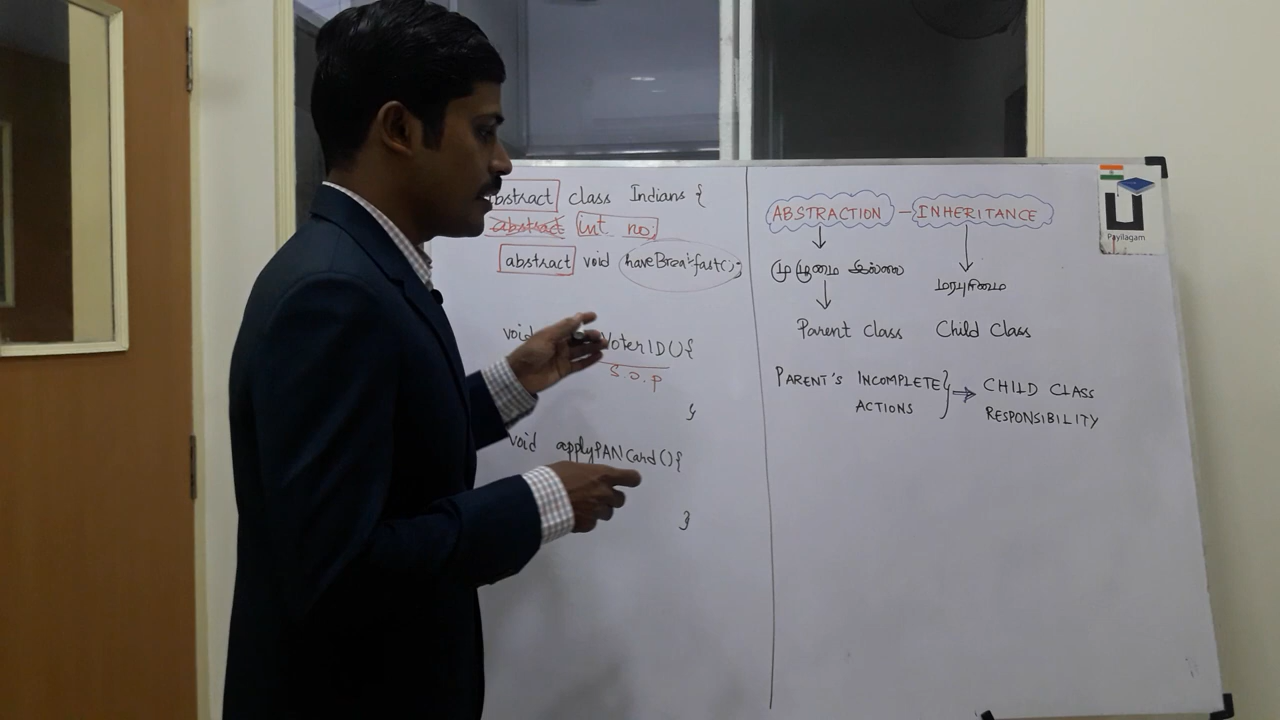 abstract class Indians {
abstract int no;
abstract void haveBreakfast();
void VoterID(){
S.O.P
}
void applyPANCard(){
}
ABSTRACTION – INHERITANCE
முழுமை இல்லை
மரபுரிமை
Parent Class Child Class
PARENT'S INCOMPLETE } → CHILD CLASS
ACTIONS RESPONSIBILITY
Payilagam